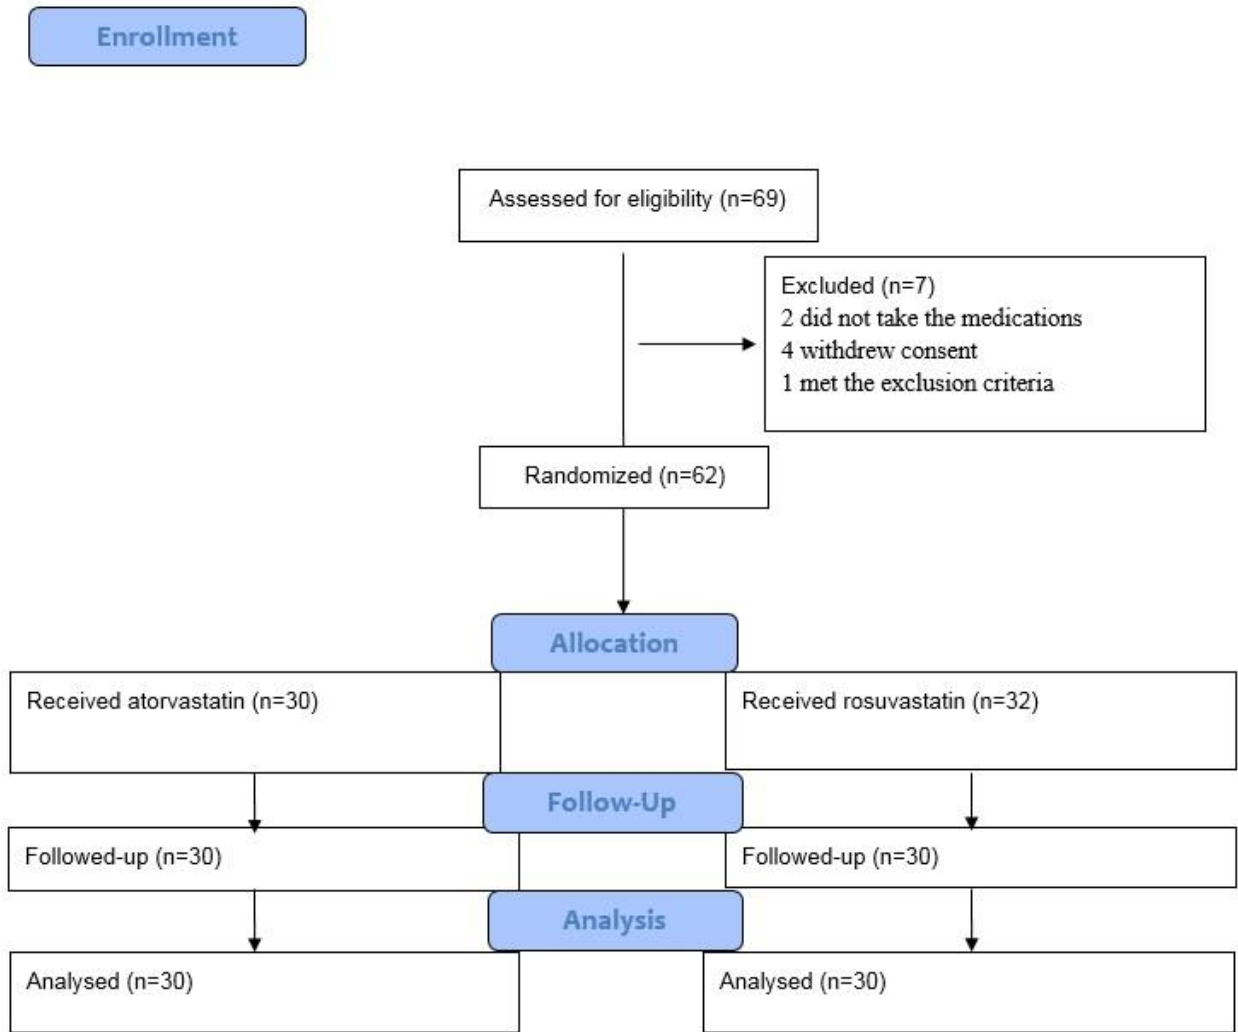 Enrollment
Assessed for eligibility (n=69)
Excluded (n=7)
2 did not take the medications
4 withdrew consent
1 met the exclusion criteria
Randomized (n=62)
Allocation
Received atorvastatin (n=30)
Received rosuvastatin (n=32)
Follow-Up
Followed-up (n=30)
Followed-up (n=30)
Analysis
Analysed (n=30)
Analysed (n=30)